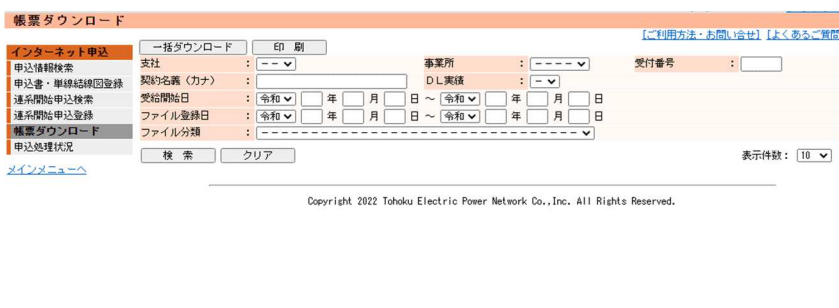 帳票ダウンロード
[ご利用方法・お問い合せ] [よくあるご質問
インターネット申込
申込情報検索
申込書・単線結線図登録
連系開始申込検索
連系開始申込登録
帳票ダウンロード
申込処理状況
メインメニューへ
一括ダウンロード 印 刷
支社 : -- 事業所 : ---- 受付番号 :
契約名義(カナ) : DL実績 : -
受給開始日 : 令和 年 月 日 ~ 令和 年 月 日
ファイル登録日 : 令和 年 月 日 ~ 令和 年 月 日
ファイル分類 : --------------------------------
検 索 クリア 表示件数: 10
Copyright 2022 Tohoku Electric Power Network Co.,Inc. All Rights Reserved.